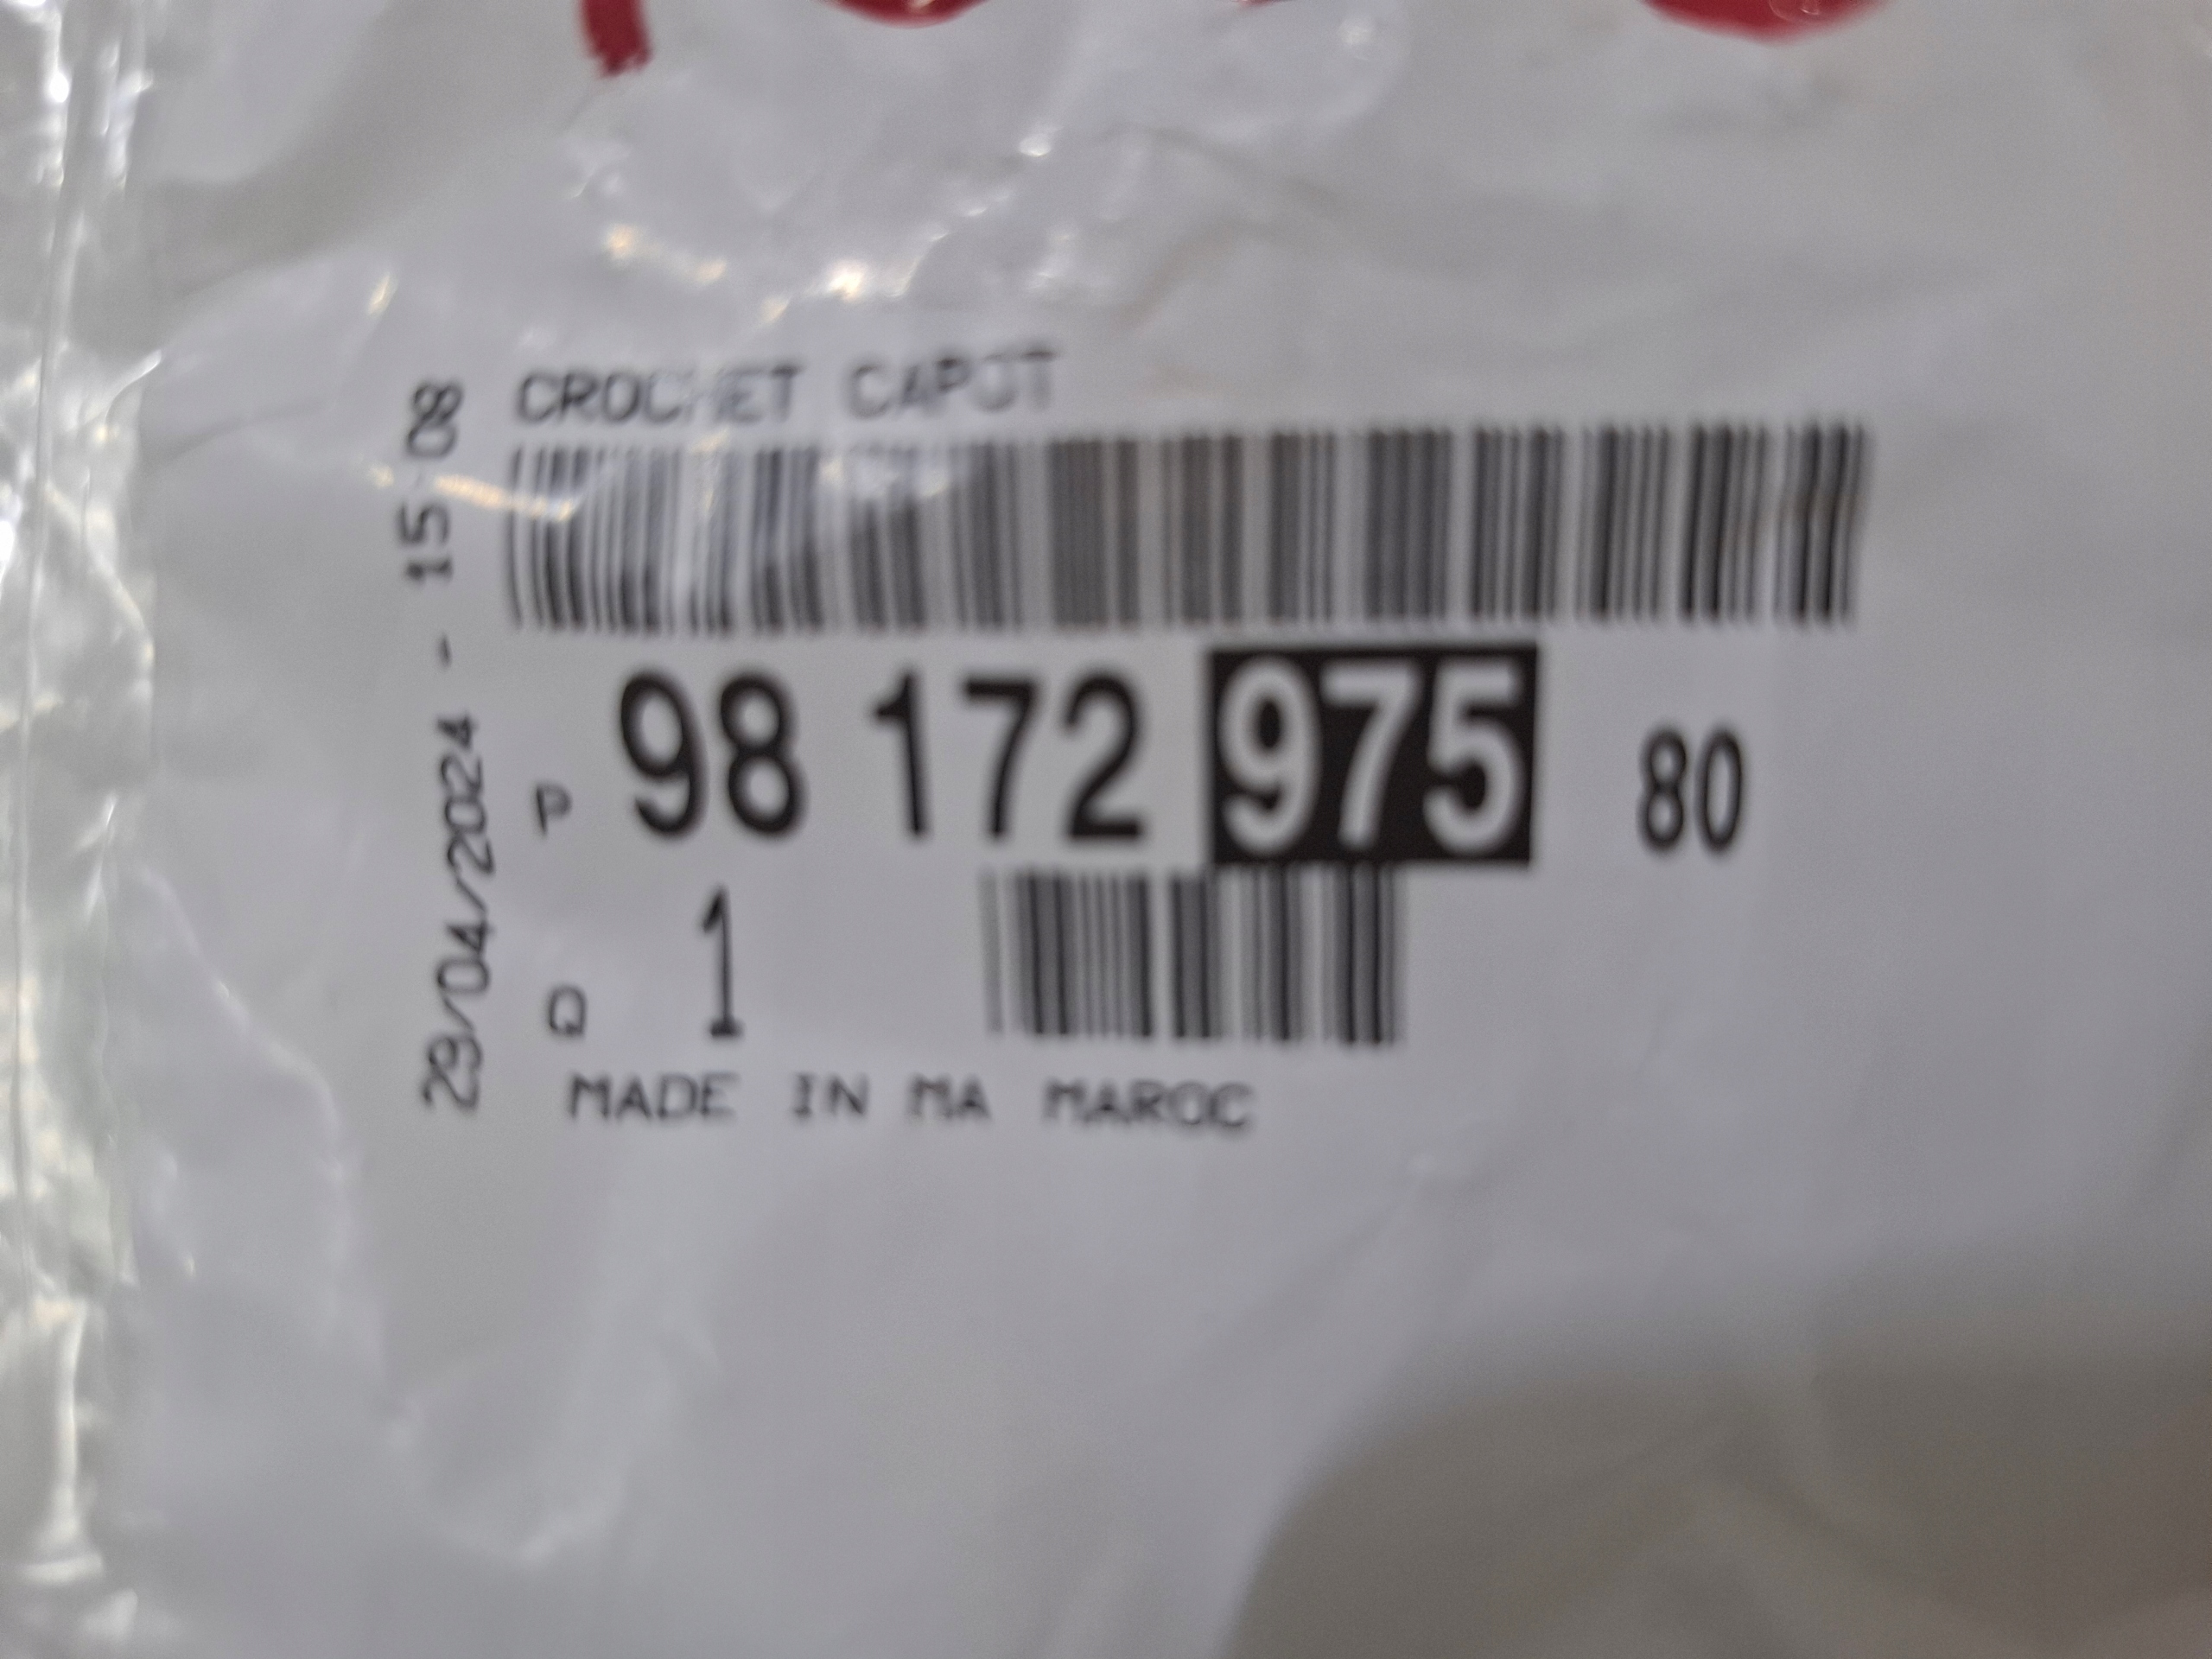 CROCHET CAPOT
29/04/2024 - 15:08
P 98 172 975 80
Q 1
MADE IN MA MAROC